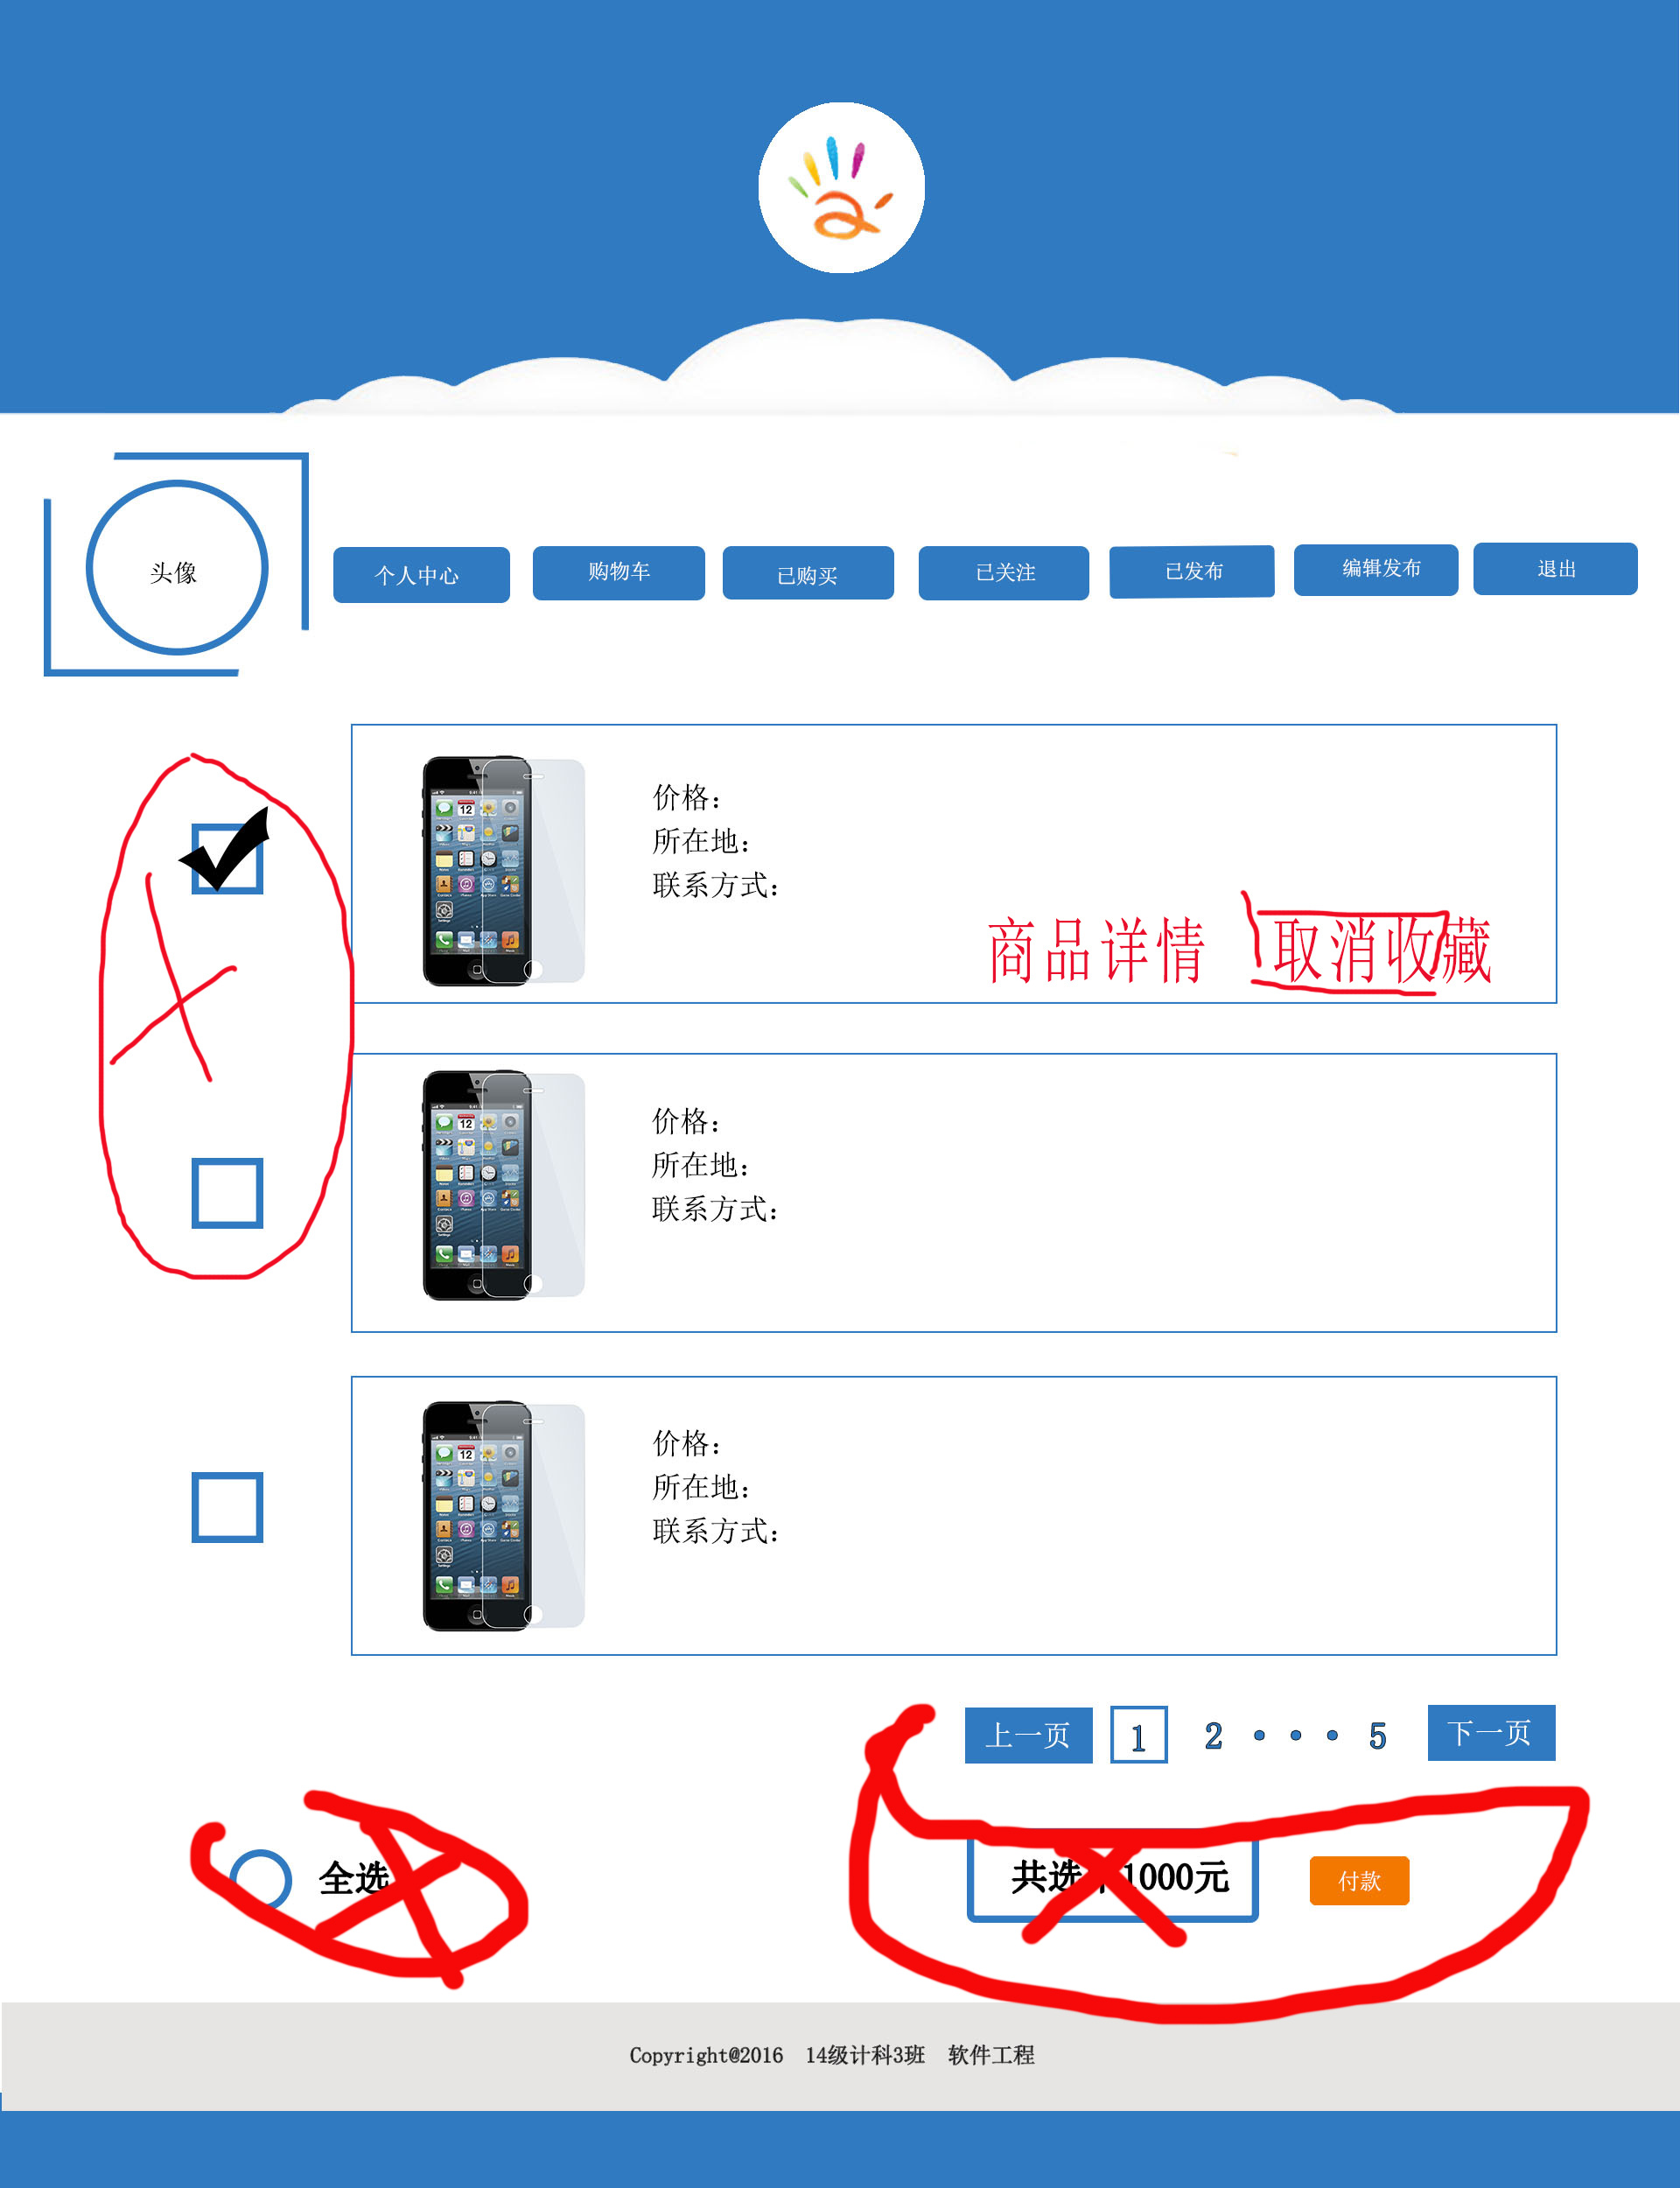 头像
个人中心 购物车 已购买 已关注 已发布 编辑发布 退出
价格：
所在地：
联系方式：
商品详情 取消收藏
价格：
所在地：
联系方式：
价格：
所在地：
联系方式：
上一页 1 2 · · · 5 下一页
全选
共选 1000元 付款
Copyright@2016 14级计科3班 软件工程